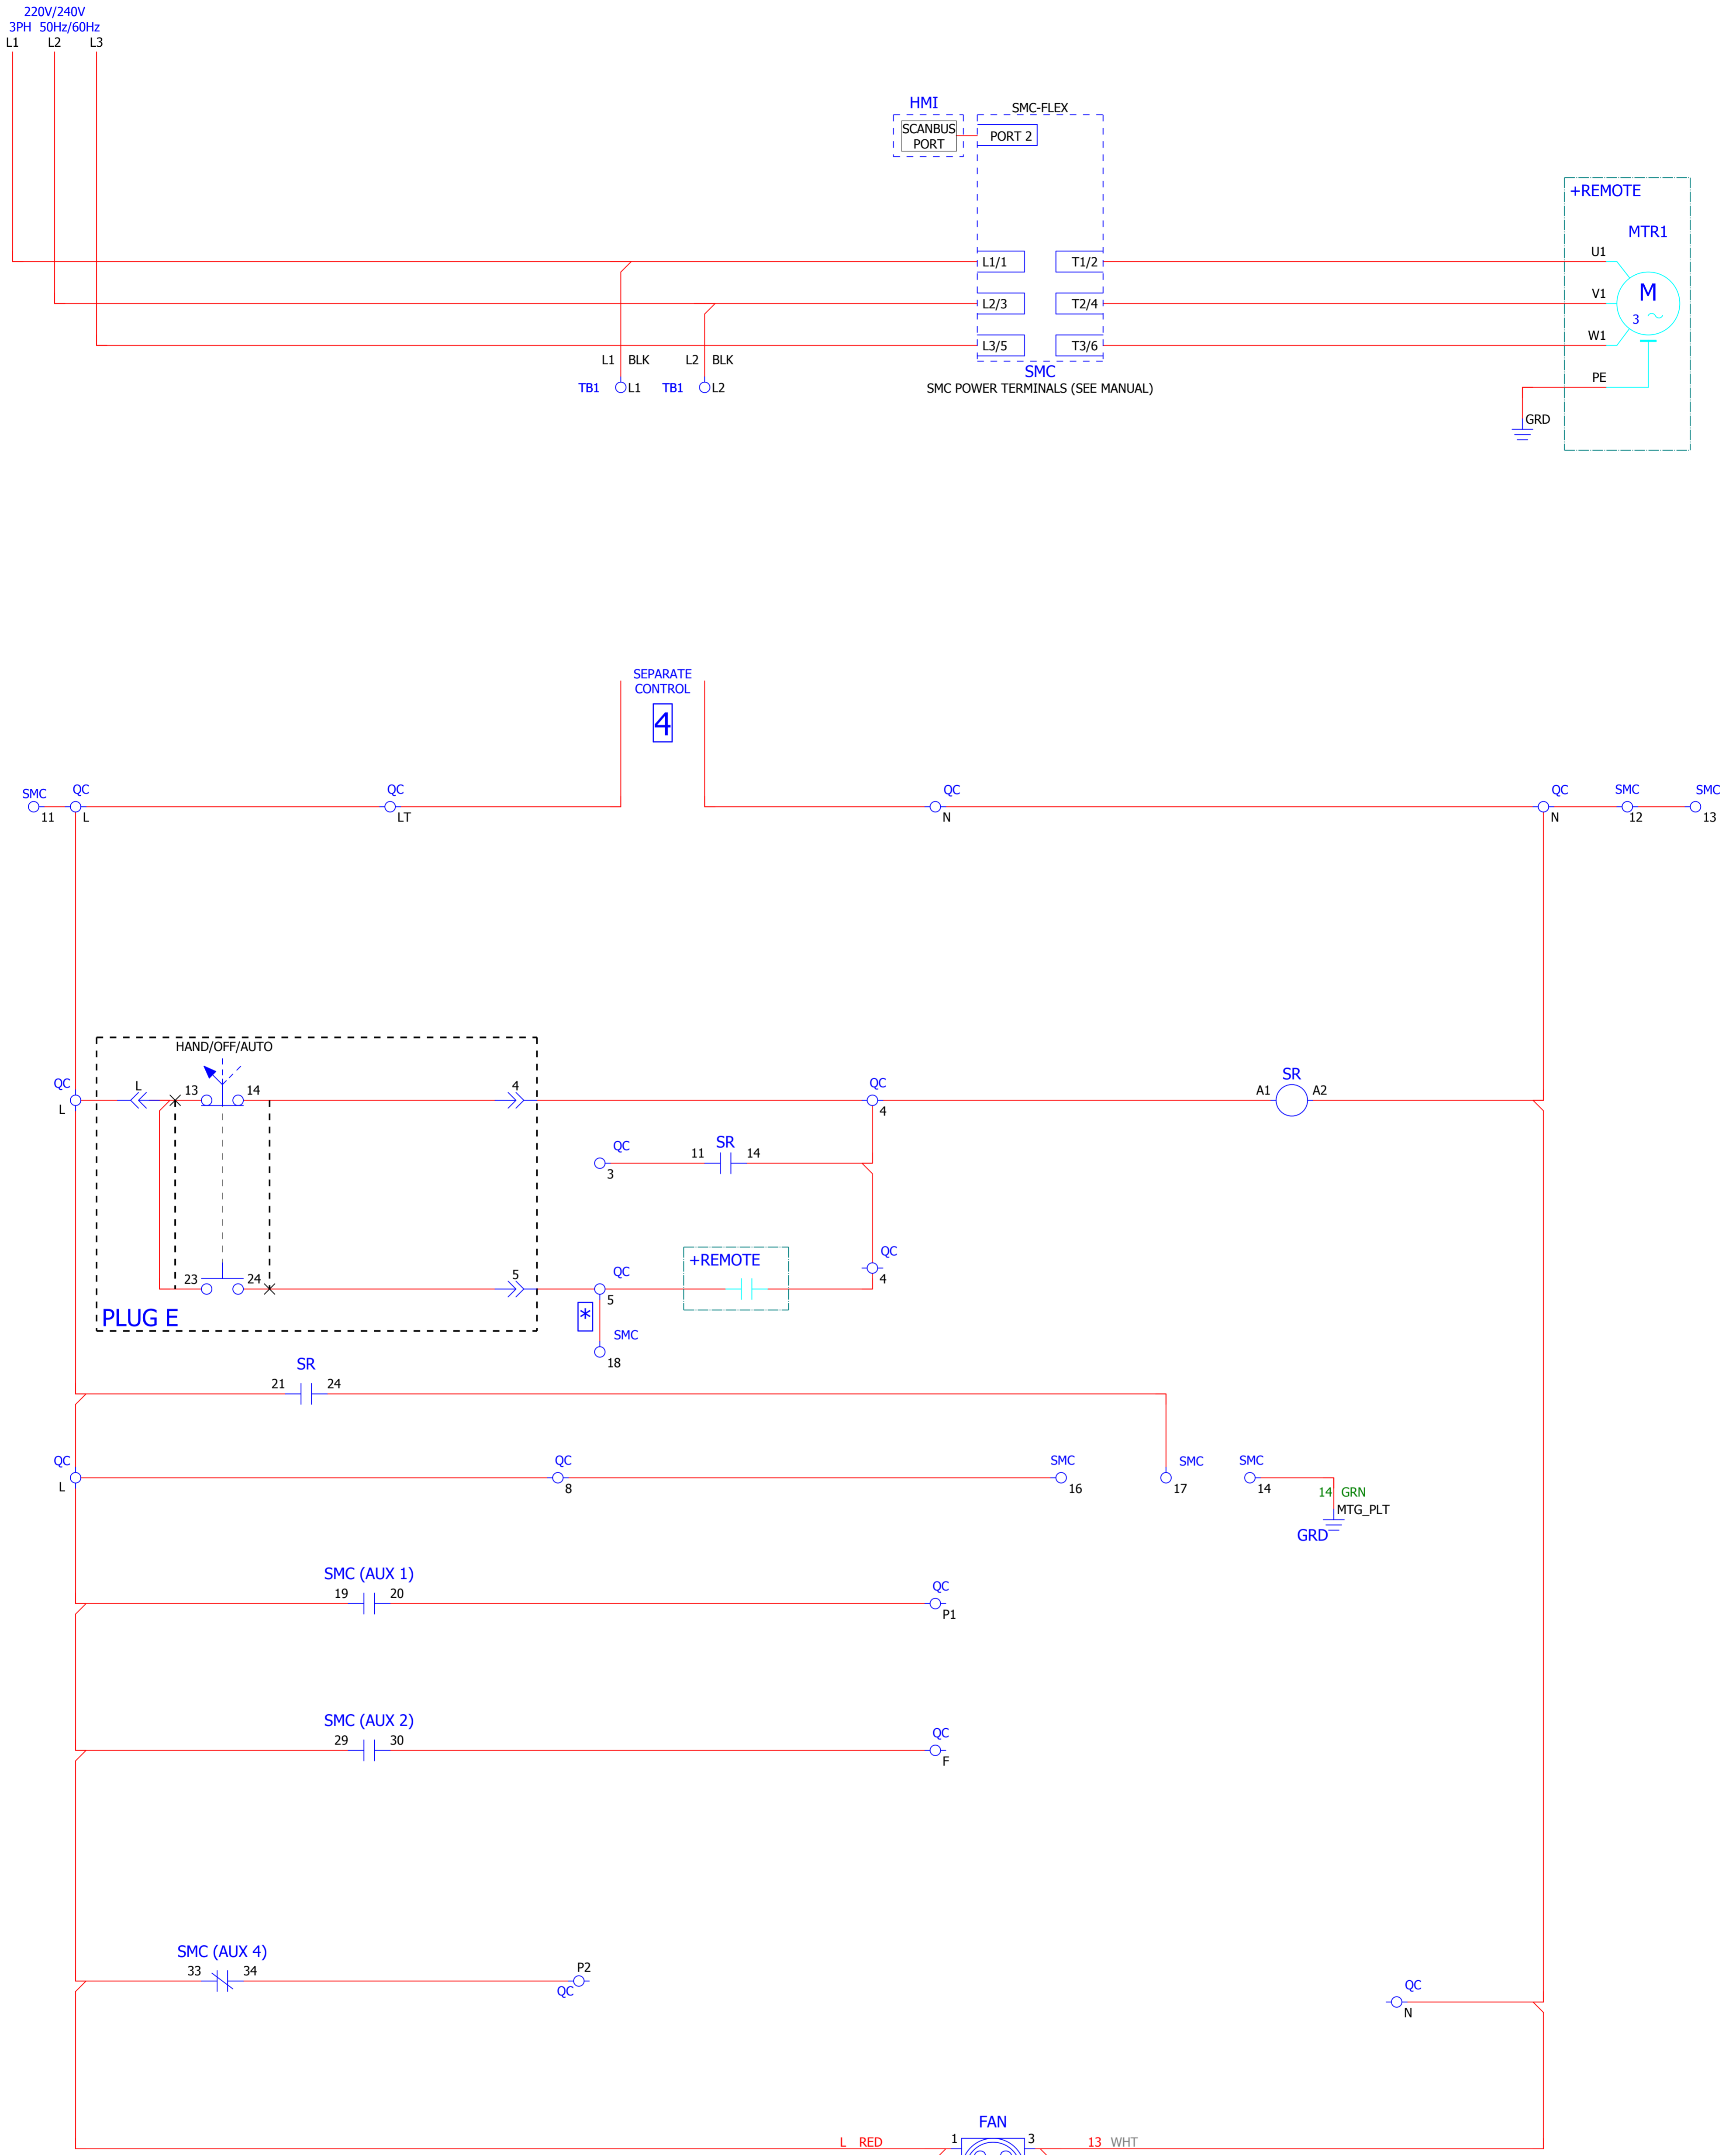 220V/240V
3PH 50Hz/60Hz
L1 L2 L3
HMI
SCANBUS
PORT
SMC-FLEX
PORT 2
+REMOTE
MTR1
L1/1 T1/2 U1
L2/3 T2/4 V1
M
3
L3/5 T3/6 W1
L1 BLK L2 BLK
SMC
TB1 L1 TB1 L2
SMC POWER TERMINALS (SEE MANUAL)
PE
GRD
SEPARATE
CONTROL
4
SMC QC QC QC QC SMC SMC
11 L LT N N 12 13
HAND/OFF/AUTO
QC L 13 14 4 QC SR
L 4 A1 A2
QC SR
3 11 14
+REMOTE
QC
4
23 24 5 QC
5
PLUG E
*
SMC
18
SR
21 24
QC QC SMC SMC SMC
L 8 16 17 14
14 GRN
MTG_PLT
GRD
SMC (AUX 1)
19 20 QC
P1
SMC (AUX 2)
29 30 QC
F
SMC (AUX 4)
33 34 P2
QC
QC
N
FAN
L RED 1 3 13 WHT